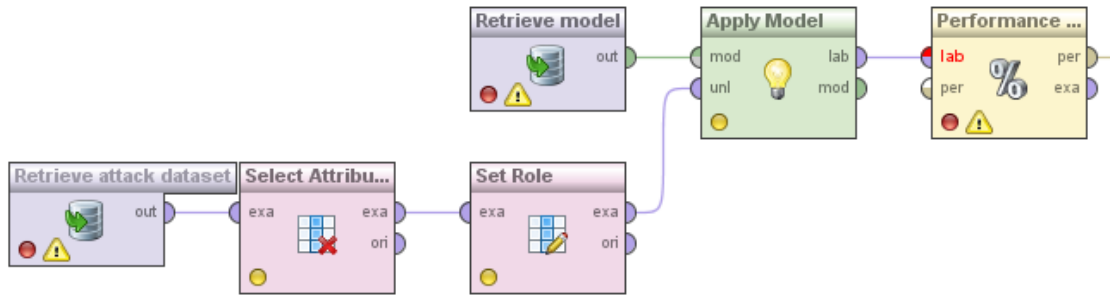 Retrieve model
out
Apply Model
mod lab
unl mod
Performance ...
lab per
per exa
%
Retrieve attack dataset
out
Select Attribu...
exa exa
ori
Set Role
exa exa
ori